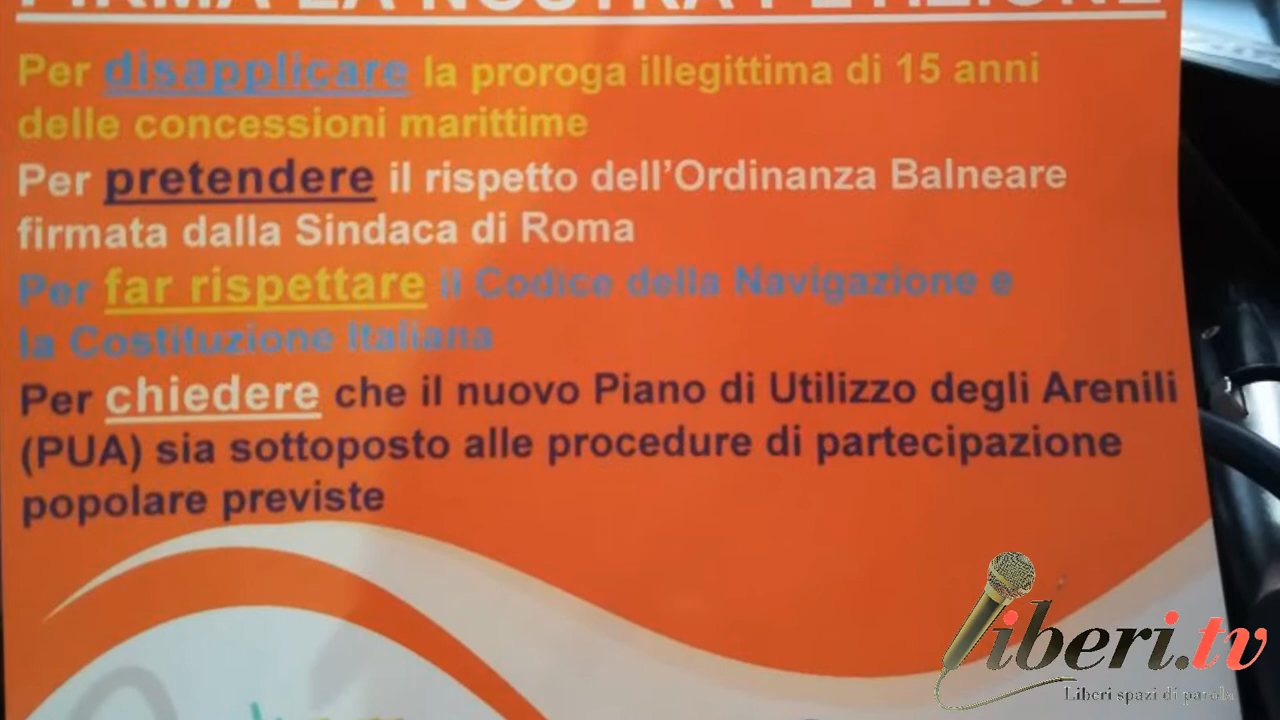 FIRMA LA NOSTRA PETIZIONE
Per disapplicare la proroga illegittima di 15 anni
delle concessioni marittime
Per pretendere il rispetto dell'Ordinanza Balneare
firmata dalla Sindaca di Roma
Per far rispettare il Codice della Navigazione e
la Costituzione Italiana
Per chiedere che il nuovo Piano di Utilizzo degli Arenili
(PUA) sia sottoposto alle procedure di partecipazione
popolare previste
liberi.tv
Liberi spazi di parola